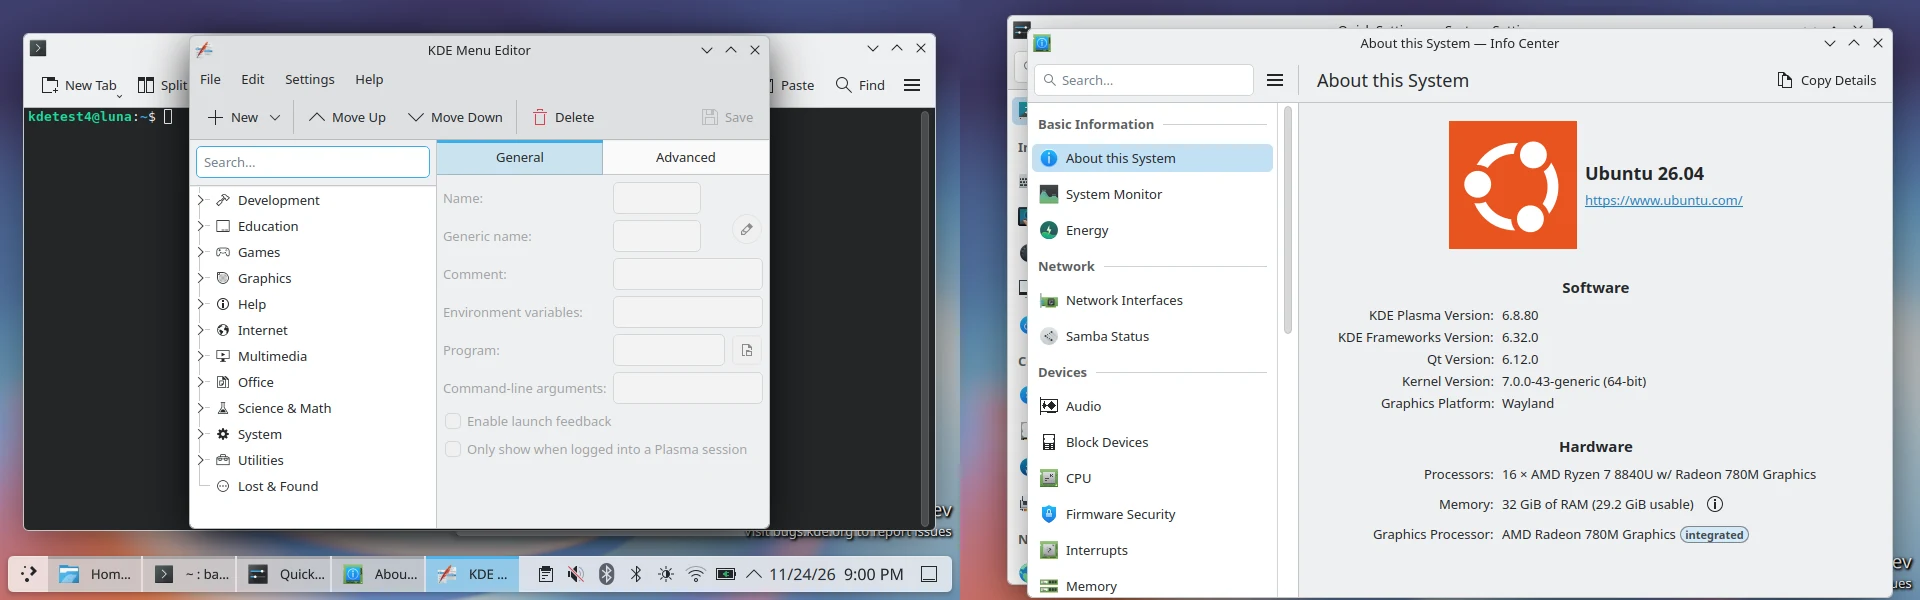 KDE Menu Editor
New Tab
Split
Paste
Find
kdetest4@luna:~$
File Edit Settings Help
New
Move Up
Move Down
Delete
Save
Search...
General
Advanced
Development
Education
Games
Graphics
Help
Internet
Multimedia
Office
Science & Math
System
Utilities
Lost & Found
Name:
Generic name:
Comment:
Environment variables:
Program:
Command-line arguments:
Enable launch feedback
Only show when logged into a Plasma session
visit bugs.kde.org to report issues
Hom...
~ : ba...
Quick...
Abou...
KDE ...
11/24/26 9:00 PM
About this System — Info Center
Search...
About this System
Copy Details
Basic Information
About this System
System Monitor
Energy
Network
Network Interfaces
Samba Status
Devices
Audio
Block Devices
CPU
Firmware Security
Interrupts
Memory
Ubuntu 26.04
https://www.ubuntu.com/
Software
KDE Plasma Version: 6.8.80
KDE Frameworks Version: 6.32.0
Qt Version: 6.12.0
Kernel Version: 7.0.0-43-generic (64-bit)
Graphics Platform: Wayland
Hardware
Processors: 16 × AMD Ryzen 7 8840U w/ Radeon 780M Graphics
Memory: 32 GiB of RAM (29.2 GiB usable)
Graphics Processor: AMD Radeon 780M Graphics integrated